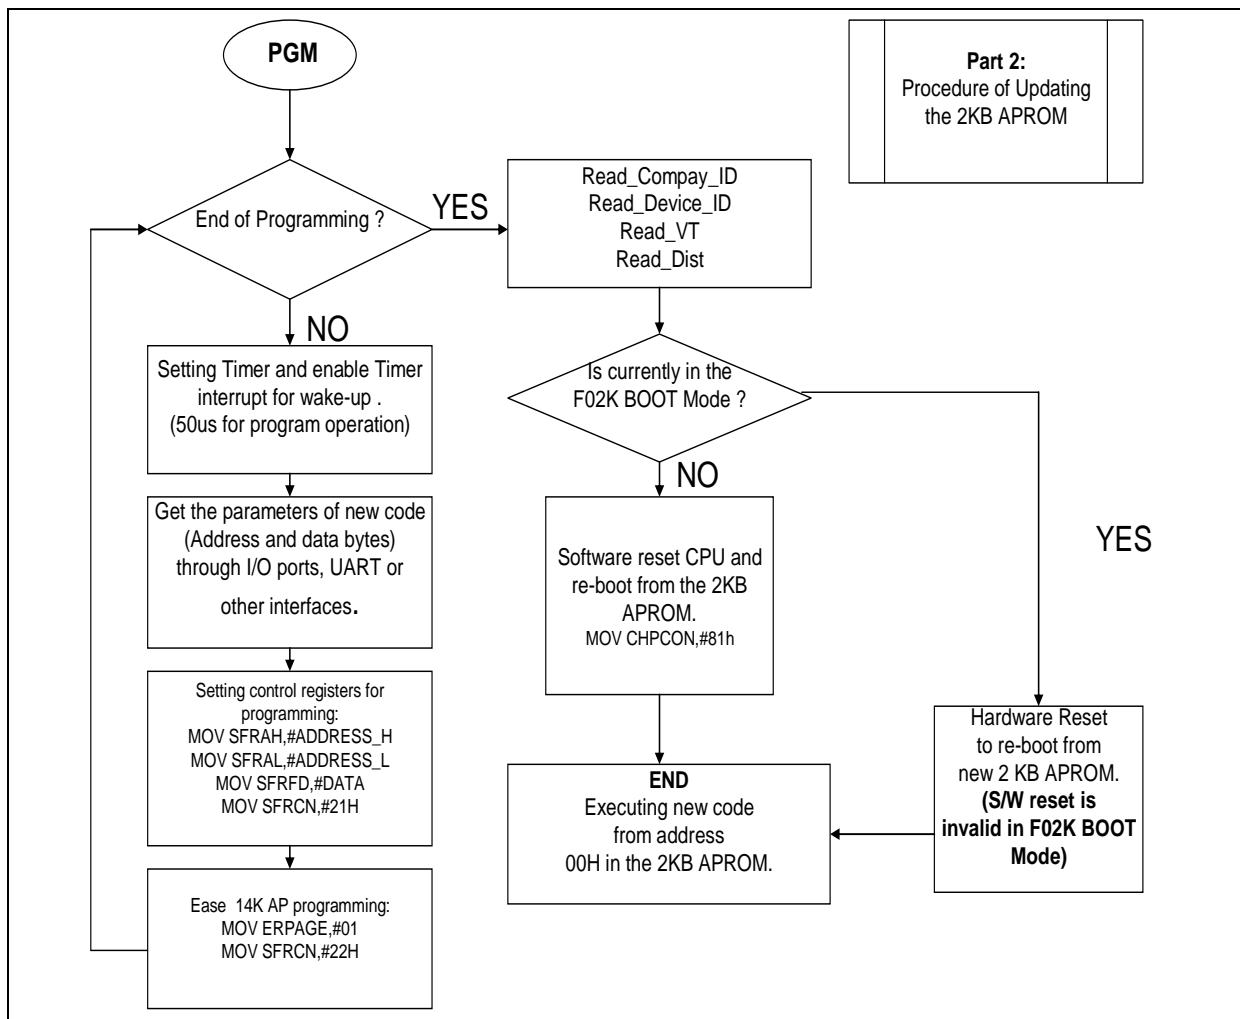 PGM
Part 2:
Procedure of Updating
the 2KB APROM
End of Programming ?
YES
Read_Compay_ID
Read_Device_ID
Read_VT
Read_Dist
NO
Setting Timer and enable Timer
interrupt for wake-up .
(50us for program operation)
Is currently in the
F02K BOOT Mode ?
NO
YES
Get the parameters of new code
(Address and data bytes)
through I/O ports, UART or
other interfaces.
Software reset CPU and
re-boot from the 2KB
APROM.
MOV CHPCON,#81h
Setting control registers for
programming:
MOV SFRAH,#ADDRESS_H
MOV SFRAL,#ADDRESS_L
MOV SFRFD,#DATA
MOV SFRCN,#21H
Hardware Reset
to re-boot from
new 2 KB APROM.
(S/W reset is
invalid in F02K BOOT
Mode)
END
Executing new code
from address
00H in the 2KB APROM.
Ease 14K AP programming:
MOV ERPAGE,#01
MOV SFRCN,#22H